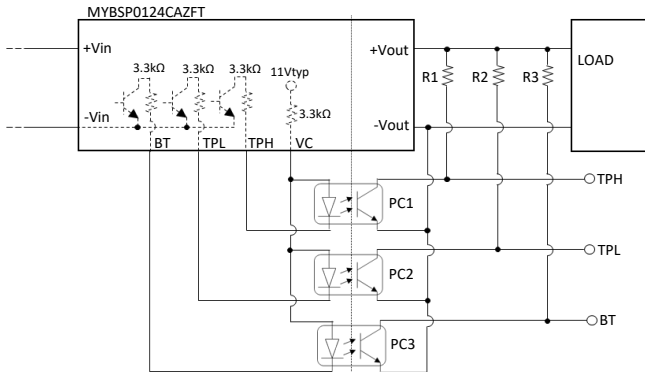 MYBSP0124CAZFT
+Vin
3.3kΩ
3.3kΩ
3.3kΩ
11Vtyp
3.3kΩ
-Vin
BT
TPL
TPH
VC
+Vout
-Vout
R1
R2
R3
LOAD
PC1
TPH
PC2
TPL
PC3
BT